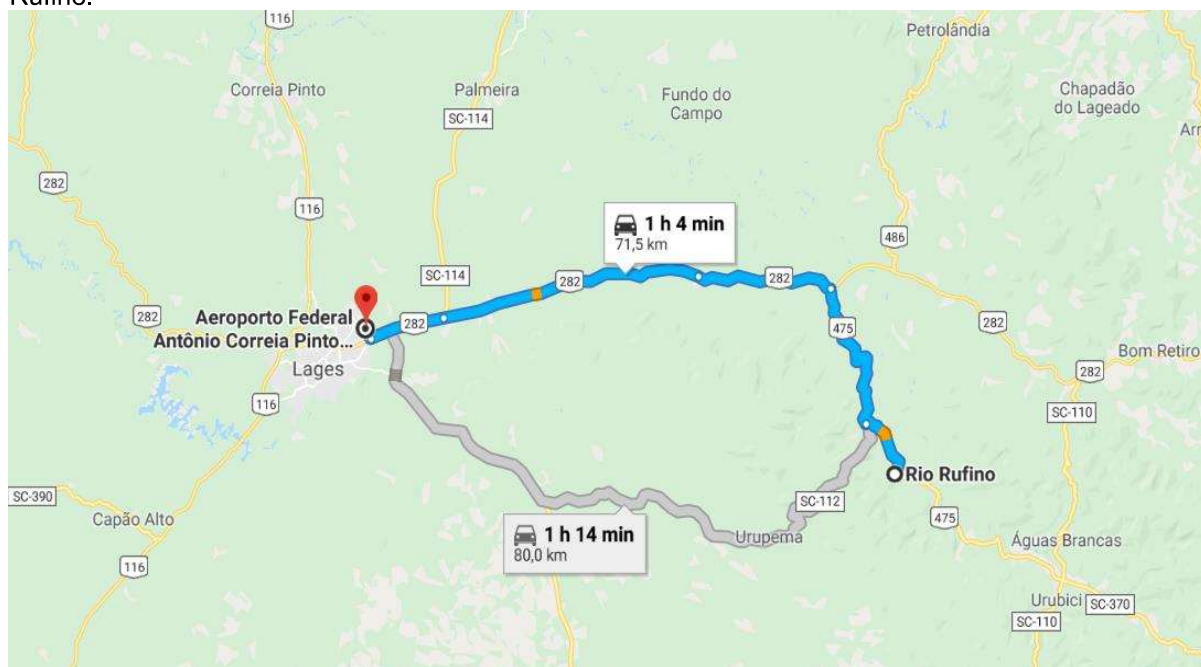 116
Petrolândia
Correia Pinto
Palmeira
Fundo do
Campo
Chapadão
do Lageado
SC-114
282
116
1 h 4 min
71,5 km
486
SC-114
282
282
Aeroporto Federal
Antônio Correia Pinto...
282
282
475
282
Lages
Bom Retiro
282
116
SC-110
Rio Rufino
SC-390
SC-112
Capão Alto
475
1 h 14 min
80,0 km
Urupema
Águas Brancas
116
Urubici
SC-370
SC-110